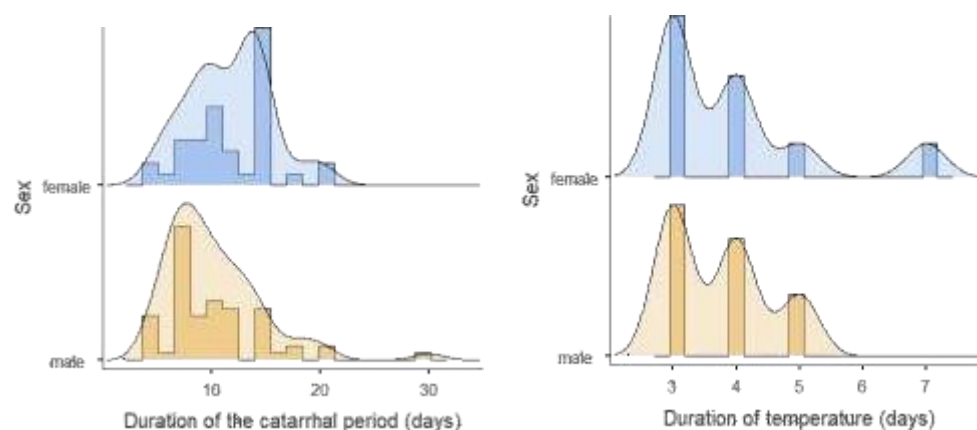 Sex
female
male
10
20
30
Duration of the catarrhal period (days)
Sex
female
male
3
4
5
6
7
Duration of temperature (days)